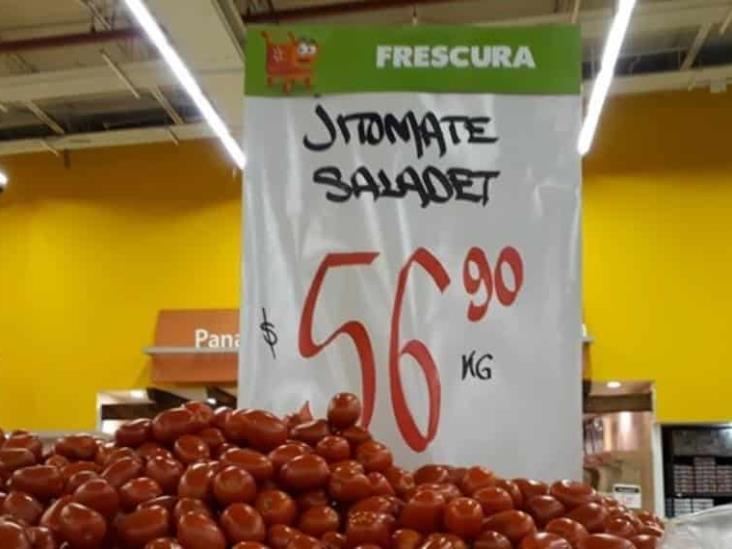 FRESCURA
JITOMATE
SALADET
$ 56 90
KG
Pana